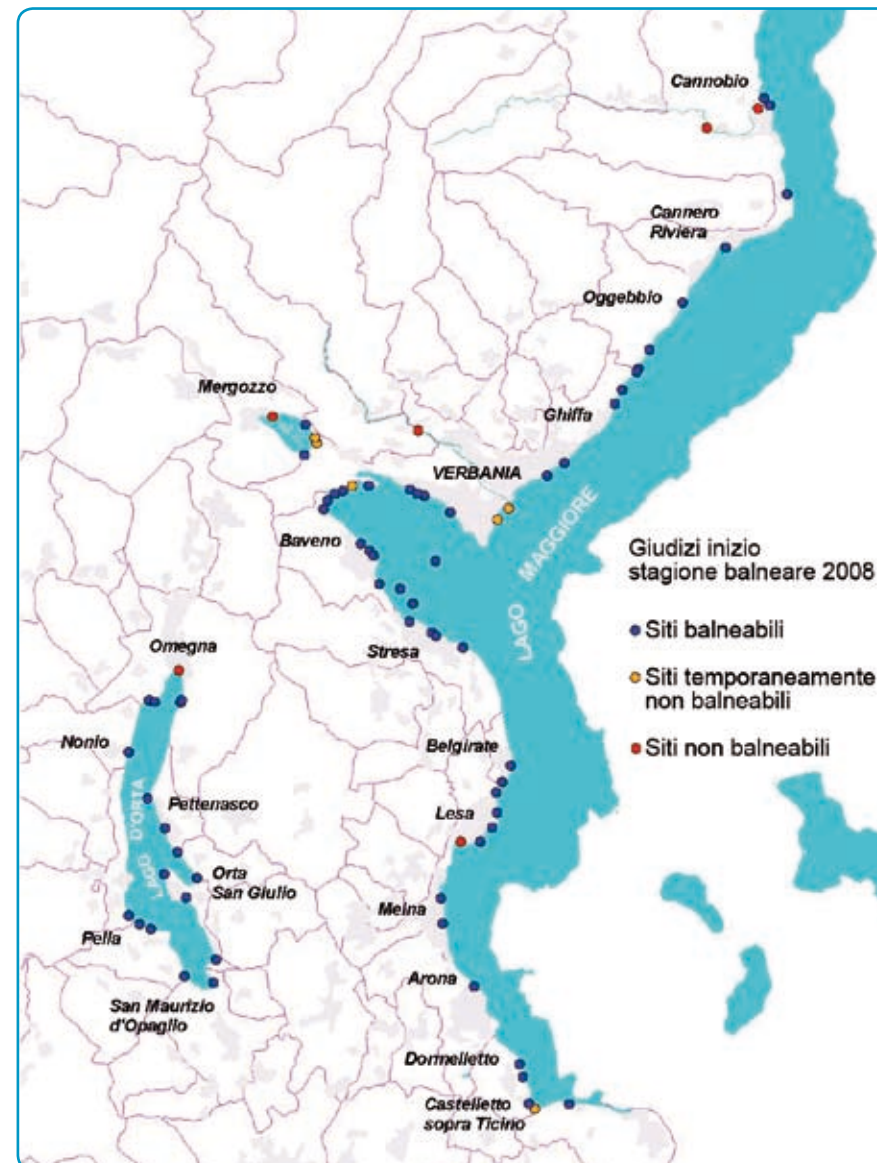 Cannobio
Cannero
Riviera
Oggebbio
Mergozzo
Ghiffa
VERBANIA
LAGO MAGGIORE
Baveno
Giudizi inizio
stagione balneare 2008
Siti balneabili
Siti temporaneamente
non balneabili
Siti non balneabili
Stresa
Omegna
Nonio
Belgirate
Pettenasco
LAGO D'ORTA
Lesa
Orta
San Giulio
Meina
Pella
Arona
San Maurizio
d'Opaglio
Dormelletto
Castelletto
sopra Ticino